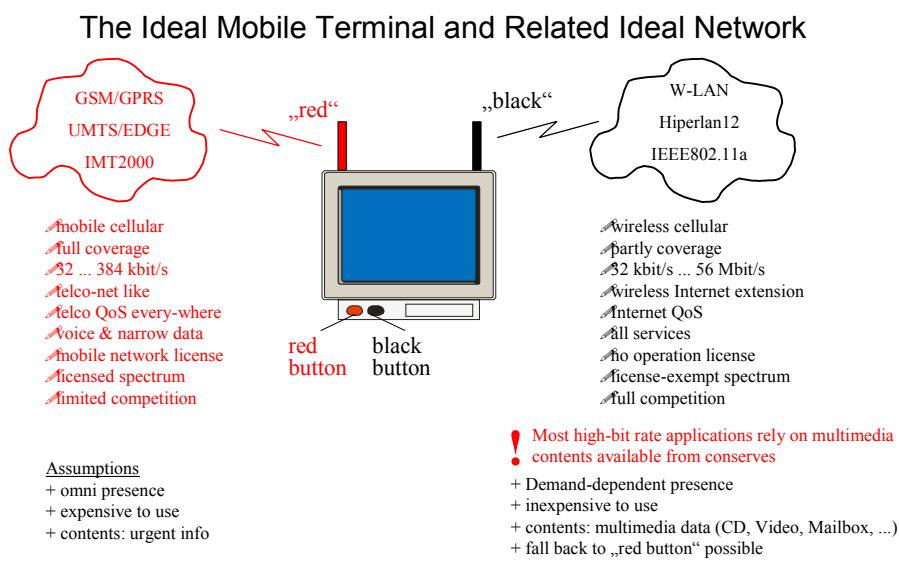 The Ideal Mobile Terminal and Related Ideal Network
GSM/GPRS
UMTS/EDGE
IMT2000
„red“
„black“
W-LAN
Hiperlan12
IEEE802.11a
mobile cellular
full coverage
32 ... 384 kbit/s
telco-net like
telco QoS every-where
voice & narrow data
mobile network license
licensed spectrum
limited competition
red
button
black
button
wireless cellular
partly coverage
32 kbit/s ... 56 Mbit/s
wireless Internet extension
Internet QoS
all services
no operation license
license-exempt spectrum
full competition
Assumptions
+ omni presence
+ expensive to use
+ contents: urgent info
! Most high-bit rate applications rely on multimedia
contents available from conserves
+ Demand-dependent presence
+ inexpensive to use
+ contents: multimedia data (CD, Video, Mailbox, ...)
+ fall back to „red button“ possible